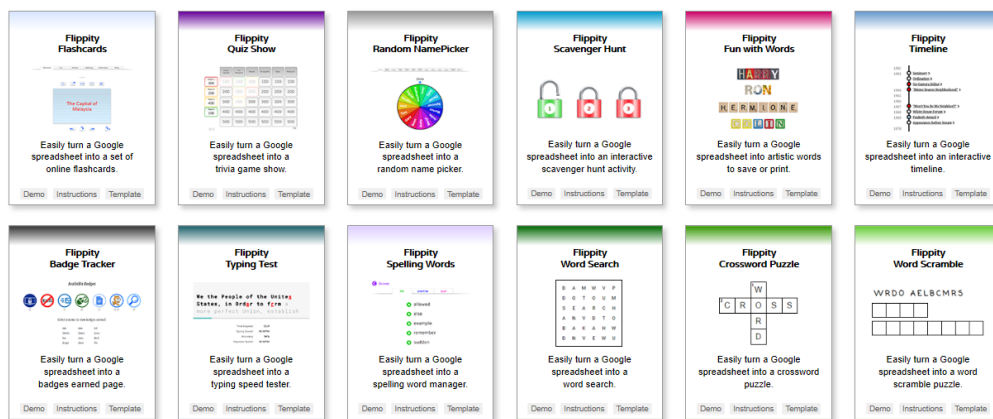 Flippity
Flashcards
The Capital of
Malaysia
Easily turn a Google
spreadsheet into a set of
online flashcards.
Demo Instructions Template
Flippity
Quiz Show
Easily turn a Google
spreadsheet into a
trivia game show.
Demo Instructions Template
Flippity
Random NamePicker
Easily turn a Google
spreadsheet into a
random name picker.
Demo Instructions Template
Flippity
Scavenger Hunt
1 2 3
Easily turn a Google
spreadsheet into an interactive
scavenger hunt activity.
Demo Instructions Template
Flippity
Fun with Words
HARRY
RON
HERMIONE
Easily turn a Google
spreadsheet into artistic words
to save or print.
Demo Instructions Template
Flippity
Timeline
Easily turn a Google
spreadsheet into an interactive
timeline.
Demo Instructions Template
Flippity
Badge Tracker
Available Badges
Easily turn a Google
spreadsheet into a
badges earned page.
Demo Instructions Template
Flippity
Typing Test
We the People of the United
States, in Order to form a
more perfect Union, establish
Easily turn a Google
spreadsheet into a
typing speed tester.
Demo Instructions Template
Flippity
Spelling Words
allowed
else
example
remember
sudden
Easily turn a Google
spreadsheet into a
spelling word manager.
Demo Instructions Template
Flippity
Word Search
D A M W V P
G O T O U M
S E A R C H
A N V B T O
B A K A N W
D N V E W U
Easily turn a Google
spreadsheet into a
word search.
Demo Instructions Template
Flippity
Crossword Puzzle
W
C R O S S
R
D
Easily turn a Google
spreadsheet into a crossword
puzzle.
Demo Instructions Template
Flippity
Word Scramble
WRDO AELBCMRS
Easily turn a Google
spreadsheet into a word
scramble puzzle.
Demo Instructions Template